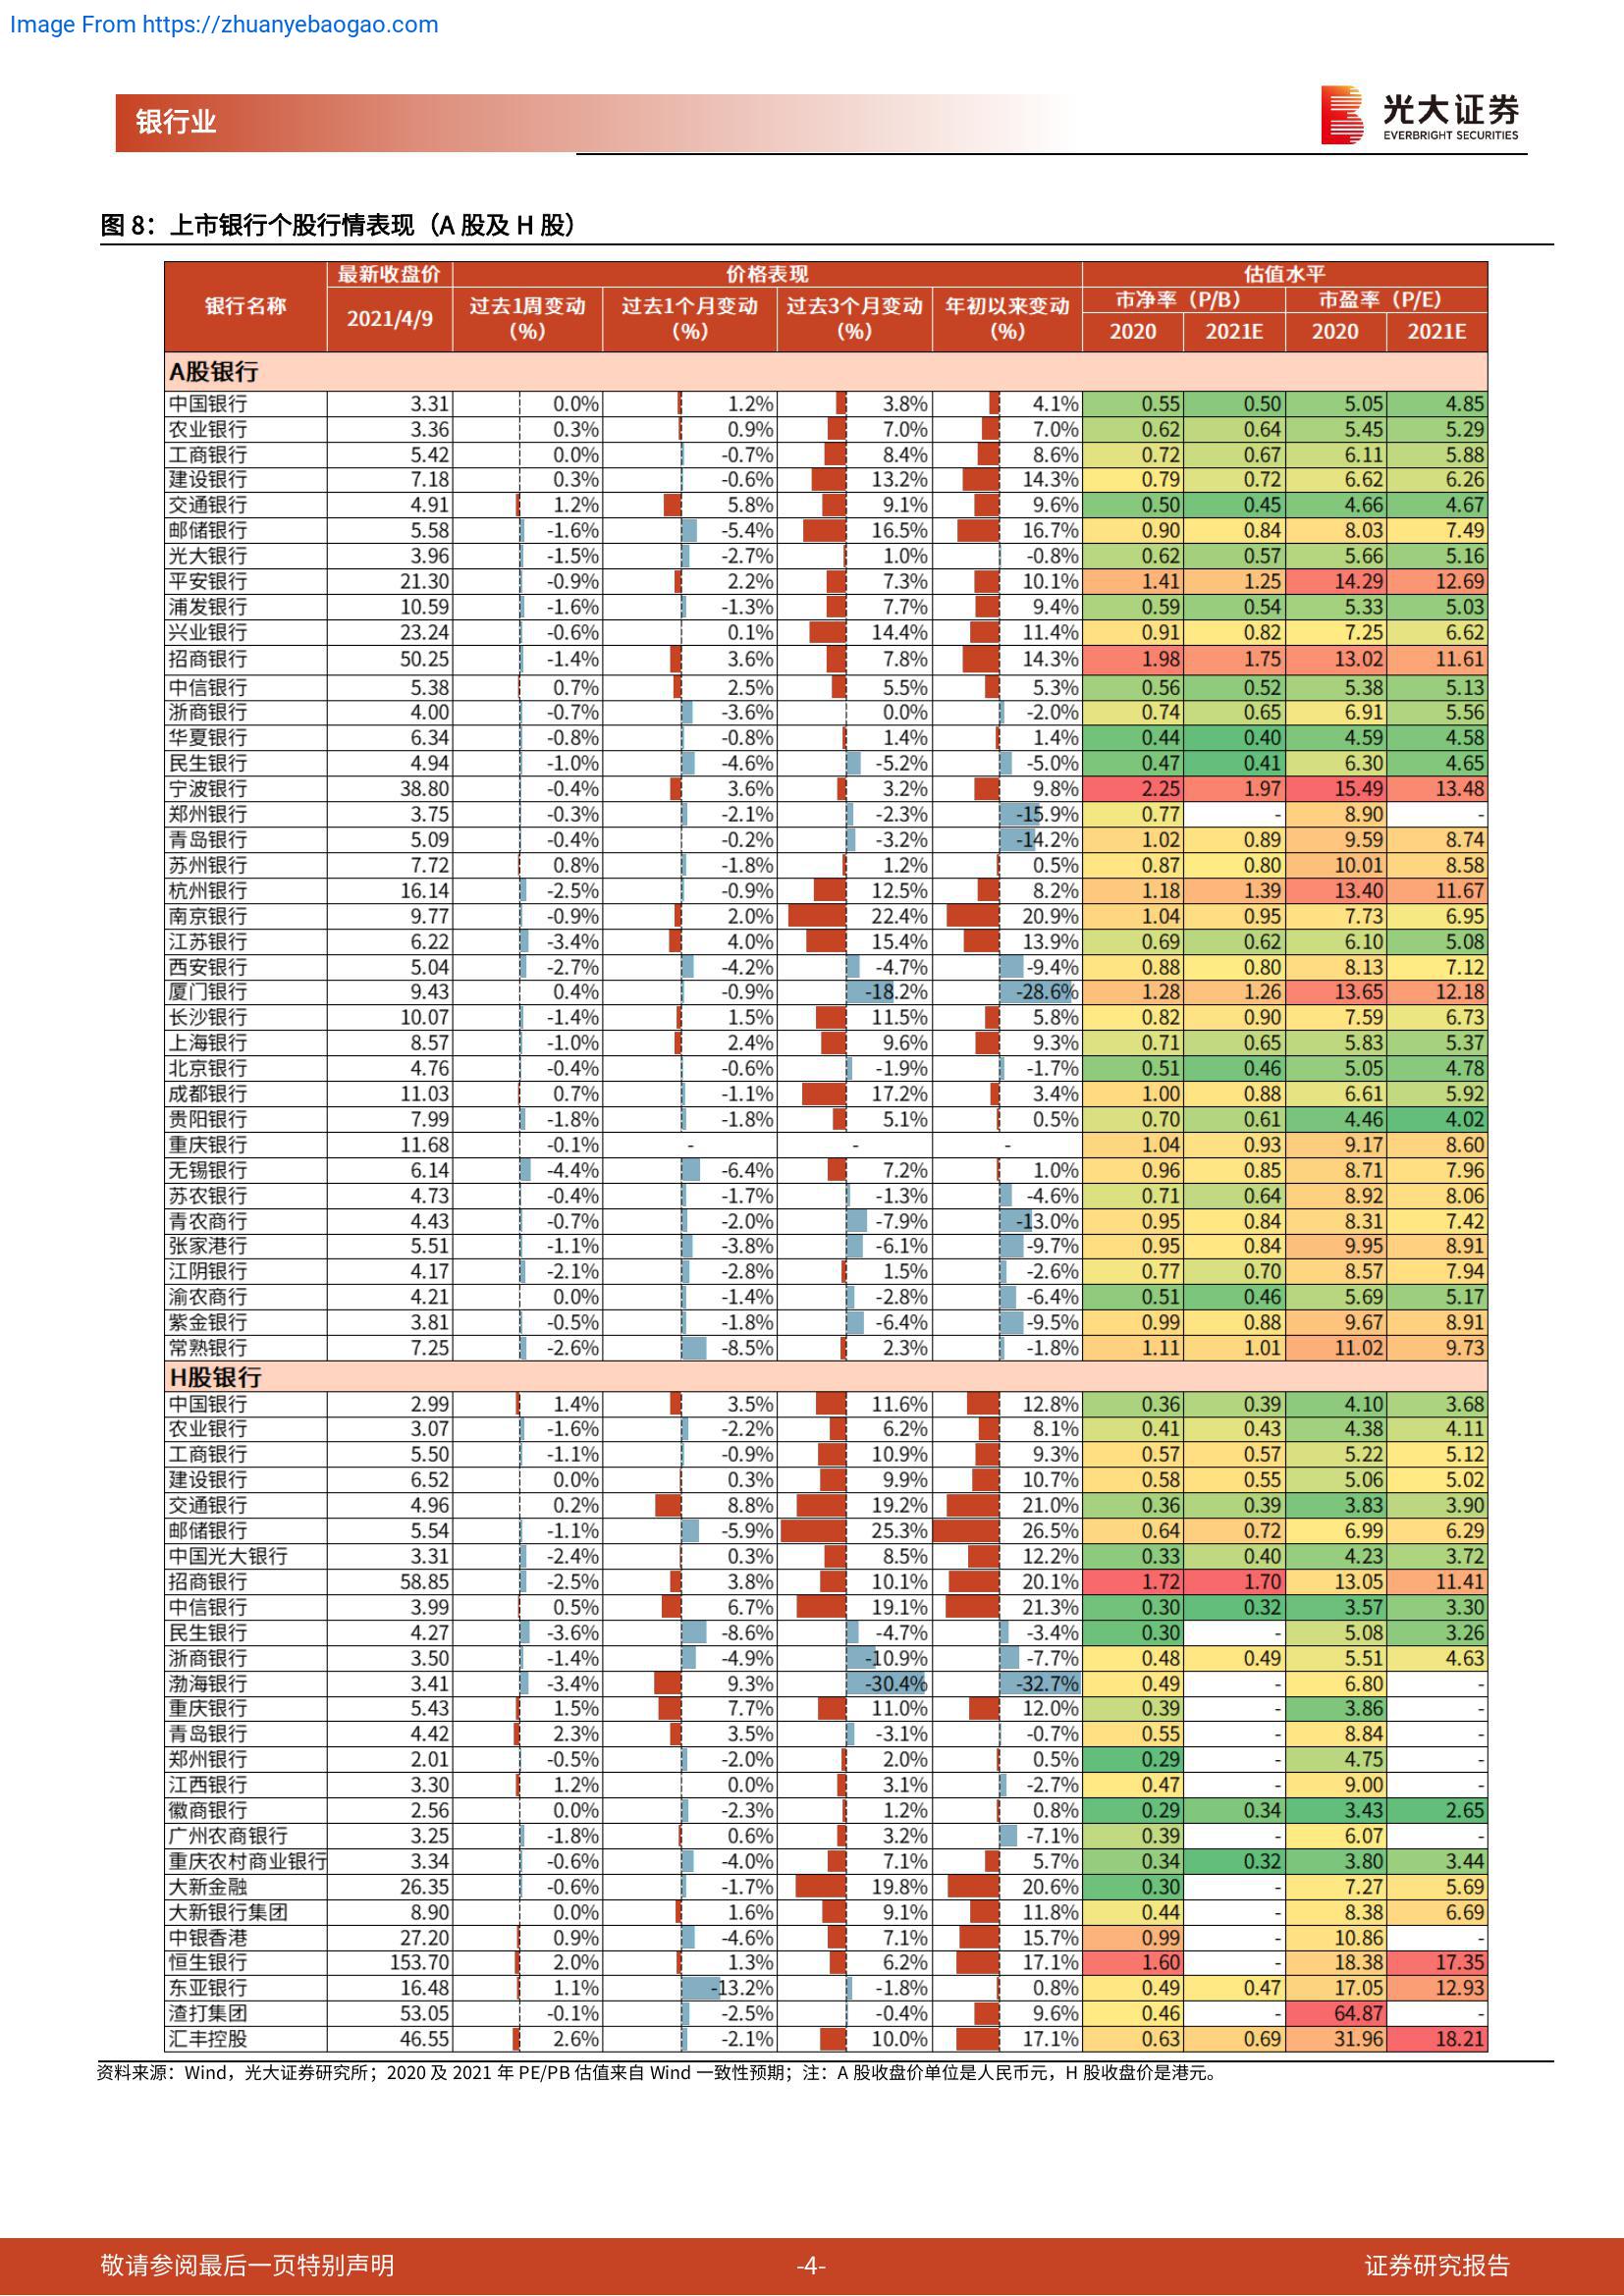 Image From https://zhuanyebaogao.com
银行业
光大证券
EVERBRIGHT SECURITIES
图 8：上市银行个股行情表现（A 股及 H 股）
银行名称 最新收盘价 价格表现 估值水平
2021/4/9 过去1周变动（%） 过去1个月变动（%） 过去3个月变动（%） 年初以来变动（%） 市净率（P/B） 市盈率（P/E）
2020 2021E 2020 2021E
A股银行
中国银行 3.31 0.0% 1.2% 3.8% 4.1% 0.55 0.50 5.05 4.85
农业银行 3.36 0.3% 0.9% 7.0% 7.0% 0.62 0.64 5.45 5.29
工商银行 5.42 0.0% -0.7% 8.4% 8.6% 0.72 0.67 6.11 5.88
建设银行 7.18 0.3% -0.6% 13.2% 14.3% 0.79 0.72 6.62 6.26
交通银行 4.91 1.2% 5.8% 9.1% 9.6% 0.50 0.45 4.66 4.67
邮储银行 5.58 -1.6% -5.4% 16.5% 16.7% 0.90 0.84 8.03 7.49
光大银行 3.96 -1.5% -2.7% 1.0% -0.8% 0.62 0.57 5.66 5.16
平安银行 21.30 -0.9% 2.2% 7.3% 10.1% 1.41 1.25 14.29 12.69
浦发银行 10.59 -1.6% -1.3% 7.7% 9.4% 0.59 0.54 5.33 5.03
兴业银行 23.24 -0.6% 0.1% 14.4% 11.4% 0.91 0.82 7.25 6.62
招商银行 50.25 -1.4% 3.6% 7.8% 14.3% 1.98 1.75 13.02 11.61
中信银行 5.38 0.7% 2.5% 5.5% 5.3% 0.56 0.52 5.38 5.13
浙商银行 4.00 -0.7% -3.6% 0.0% -2.0% 0.74 0.65 6.91 5.56
华夏银行 6.34 -0.8% -0.8% 1.4% 1.4% 0.44 0.40 4.59 4.58
民生银行 4.94 -1.0% -4.6% -5.2% -5.0% 0.47 0.41 6.30 4.65
宁波银行 38.80 -0.4% 3.6% 3.2% 9.8% 2.25 1.97 15.49 13.48
郑州银行 3.75 -0.3% -2.1% -2.3% -15.9% 0.77 - 8.90 -
青岛银行 5.09 -0.4% -0.2% -3.2% -14.2% 1.02 0.89 9.59 8.74
苏州银行 7.72 0.8% -1.8% 1.2% 0.5% 0.87 0.80 10.01 8.58
杭州银行 16.14 -2.5% -0.9% 12.5% 8.2% 1.18 1.39 13.40 11.67
南京银行 9.77 -0.9% 2.0% 22.4% 20.9% 1.04 0.95 7.73 6.95
江苏银行 6.22 -3.4% 4.0% 15.4% 13.9% 0.69 0.62 6.10 5.08
西安银行 5.04 -2.7% -4.2% -4.7% -9.4% 0.88 0.80 8.13 7.12
厦门银行 9.43 0.4% -0.9% -18.2% -28.6% 1.28 1.26 13.65 12.18
长沙银行 10.07 -1.4% 1.5% 11.5% 5.8% 0.82 0.90 7.59 6.73
上海银行 8.57 -1.0% 2.4% 9.6% 9.3% 0.71 0.65 5.83 5.37
北京银行 4.76 -0.4% -0.6% -1.9% -1.7% 0.51 0.46 5.05 4.78
成都银行 11.03 0.7% -1.1% 17.2% 3.4% 1.00 0.88 6.61 5.92
贵阳银行 7.99 -1.8% -1.8% 5.1% 0.5% 0.70 0.61 4.46 4.02
重庆银行 11.68 -0.1% - - - 1.04 0.93 9.17 8.60
无锡银行 6.14 -4.4% -6.4% 7.2% 1.0% 0.96 0.85 8.71 7.96
苏农银行 4.73 -0.4% -1.7% -1.3% -4.6% 0.71 0.64 8.92 8.06
青农商行 4.43 -0.7% -2.0% -7.9% -13.0% 0.95 0.84 8.31 7.42
张家港行 5.51 -1.1% -3.8% -6.1% -9.7% 0.95 0.84 9.95 8.91
江阴银行 4.17 -2.1% -2.8% 1.5% -2.6% 0.77 0.70 8.57 7.94
渝农商行 4.21 0.0% -1.4% -2.8% -6.4% 0.51 0.46 5.69 5.17
紫金银行 3.81 -0.5% -1.8% -6.4% -9.5% 0.99 0.88 9.67 8.91
常熟银行 7.25 -2.6% -8.5% 2.3% -1.8% 1.11 1.01 11.02 9.73
H股银行
中国银行 2.99 1.4% 3.5% 11.6% 12.8% 0.36 0.39 4.10 3.68
农业银行 3.07 -1.6% -2.2% 6.2% 8.1% 0.41 0.43 4.38 4.11
工商银行 5.50 -1.1% -0.9% 10.9% 9.3% 0.57 0.57 5.22 5.12
建设银行 6.52 0.0% 0.3% 9.9% 10.7% 0.58 0.55 5.06 5.02
交通银行 4.96 0.2% 8.8% 19.2% 21.0% 0.36 0.39 3.83 3.90
邮储银行 5.54 -1.1% -5.9% 25.3% 26.5% 0.64 0.72 6.99 6.29
中国光大银行 3.31 -2.4% 0.3% 8.5% 12.2% 0.33 0.40 4.23 3.72
招商银行 58.85 -2.5% 3.8% 10.1% 20.1% 1.72 1.70 13.05 11.41
中信银行 3.99 0.5% 6.7% 19.1% 21.3% 0.30 0.32 3.57 3.30
民生银行 4.27 -3.6% -8.6% -4.7% -3.4% 0.30 - 5.08 3.26
浙商银行 3.50 -1.4% -4.9% -10.9% -7.7% 0.48 0.49 5.51 4.63
渤海银行 3.41 -3.4% 9.3% -30.4% -32.7% 0.49 - 6.80 -
重庆银行 5.43 1.5% 7.7% 11.0% 12.0% 0.39 - 3.86 -
青岛银行 4.42 2.3% 3.5% -3.1% -0.7% 0.55 - 8.84 -
郑州银行 2.01 -0.5% -2.0% 2.0% 0.5% 0.29 - 4.75 -
江西银行 3.30 1.2% 0.0% 3.1% -2.7% 0.47 - 9.00 -
徽商银行 2.56 0.0% -2.3% 1.2% 0.8% 0.29 0.34 3.43 2.65
广州农商银行 3.25 -1.8% 0.6% 3.2% -7.1% 0.39 - 6.07 -
重庆农村商业银行 3.34 -0.6% -4.0% 7.1% 5.7% 0.34 0.32 3.80 3.44
大新金融 26.35 -0.6% -1.7% 19.8% 20.6% 0.30 - 7.27 5.69
大新银行集团 8.90 0.0% 1.6% 9.1% 11.8% 0.44 - 8.38 6.69
中银香港 27.20 0.9% -4.6% 7.1% 15.7% 0.99 - 10.86 -
恒生银行 153.70 2.0% 1.3% 6.2% 17.1% 1.60 - 18.38 17.35
东亚银行 16.48 1.1% -13.2% -1.8% 0.8% 0.49 0.47 17.05 12.93
渣打集团 53.05 -0.1% -2.5% -0.4% 9.6% 0.46 - 64.87 -
汇丰控股 46.55 2.6% -2.1% 10.0% 17.1% 0.63 0.69 31.96 18.21
资料来源：Wind，光大证券研究所；2020 及 2021 年 PE/PB 估值来自 Wind 一致性预期；注：A 股收盘价单位是人民币元，H 股收盘价是港元。
敬请参阅最后一页特别声明 -4- 证券研究报告